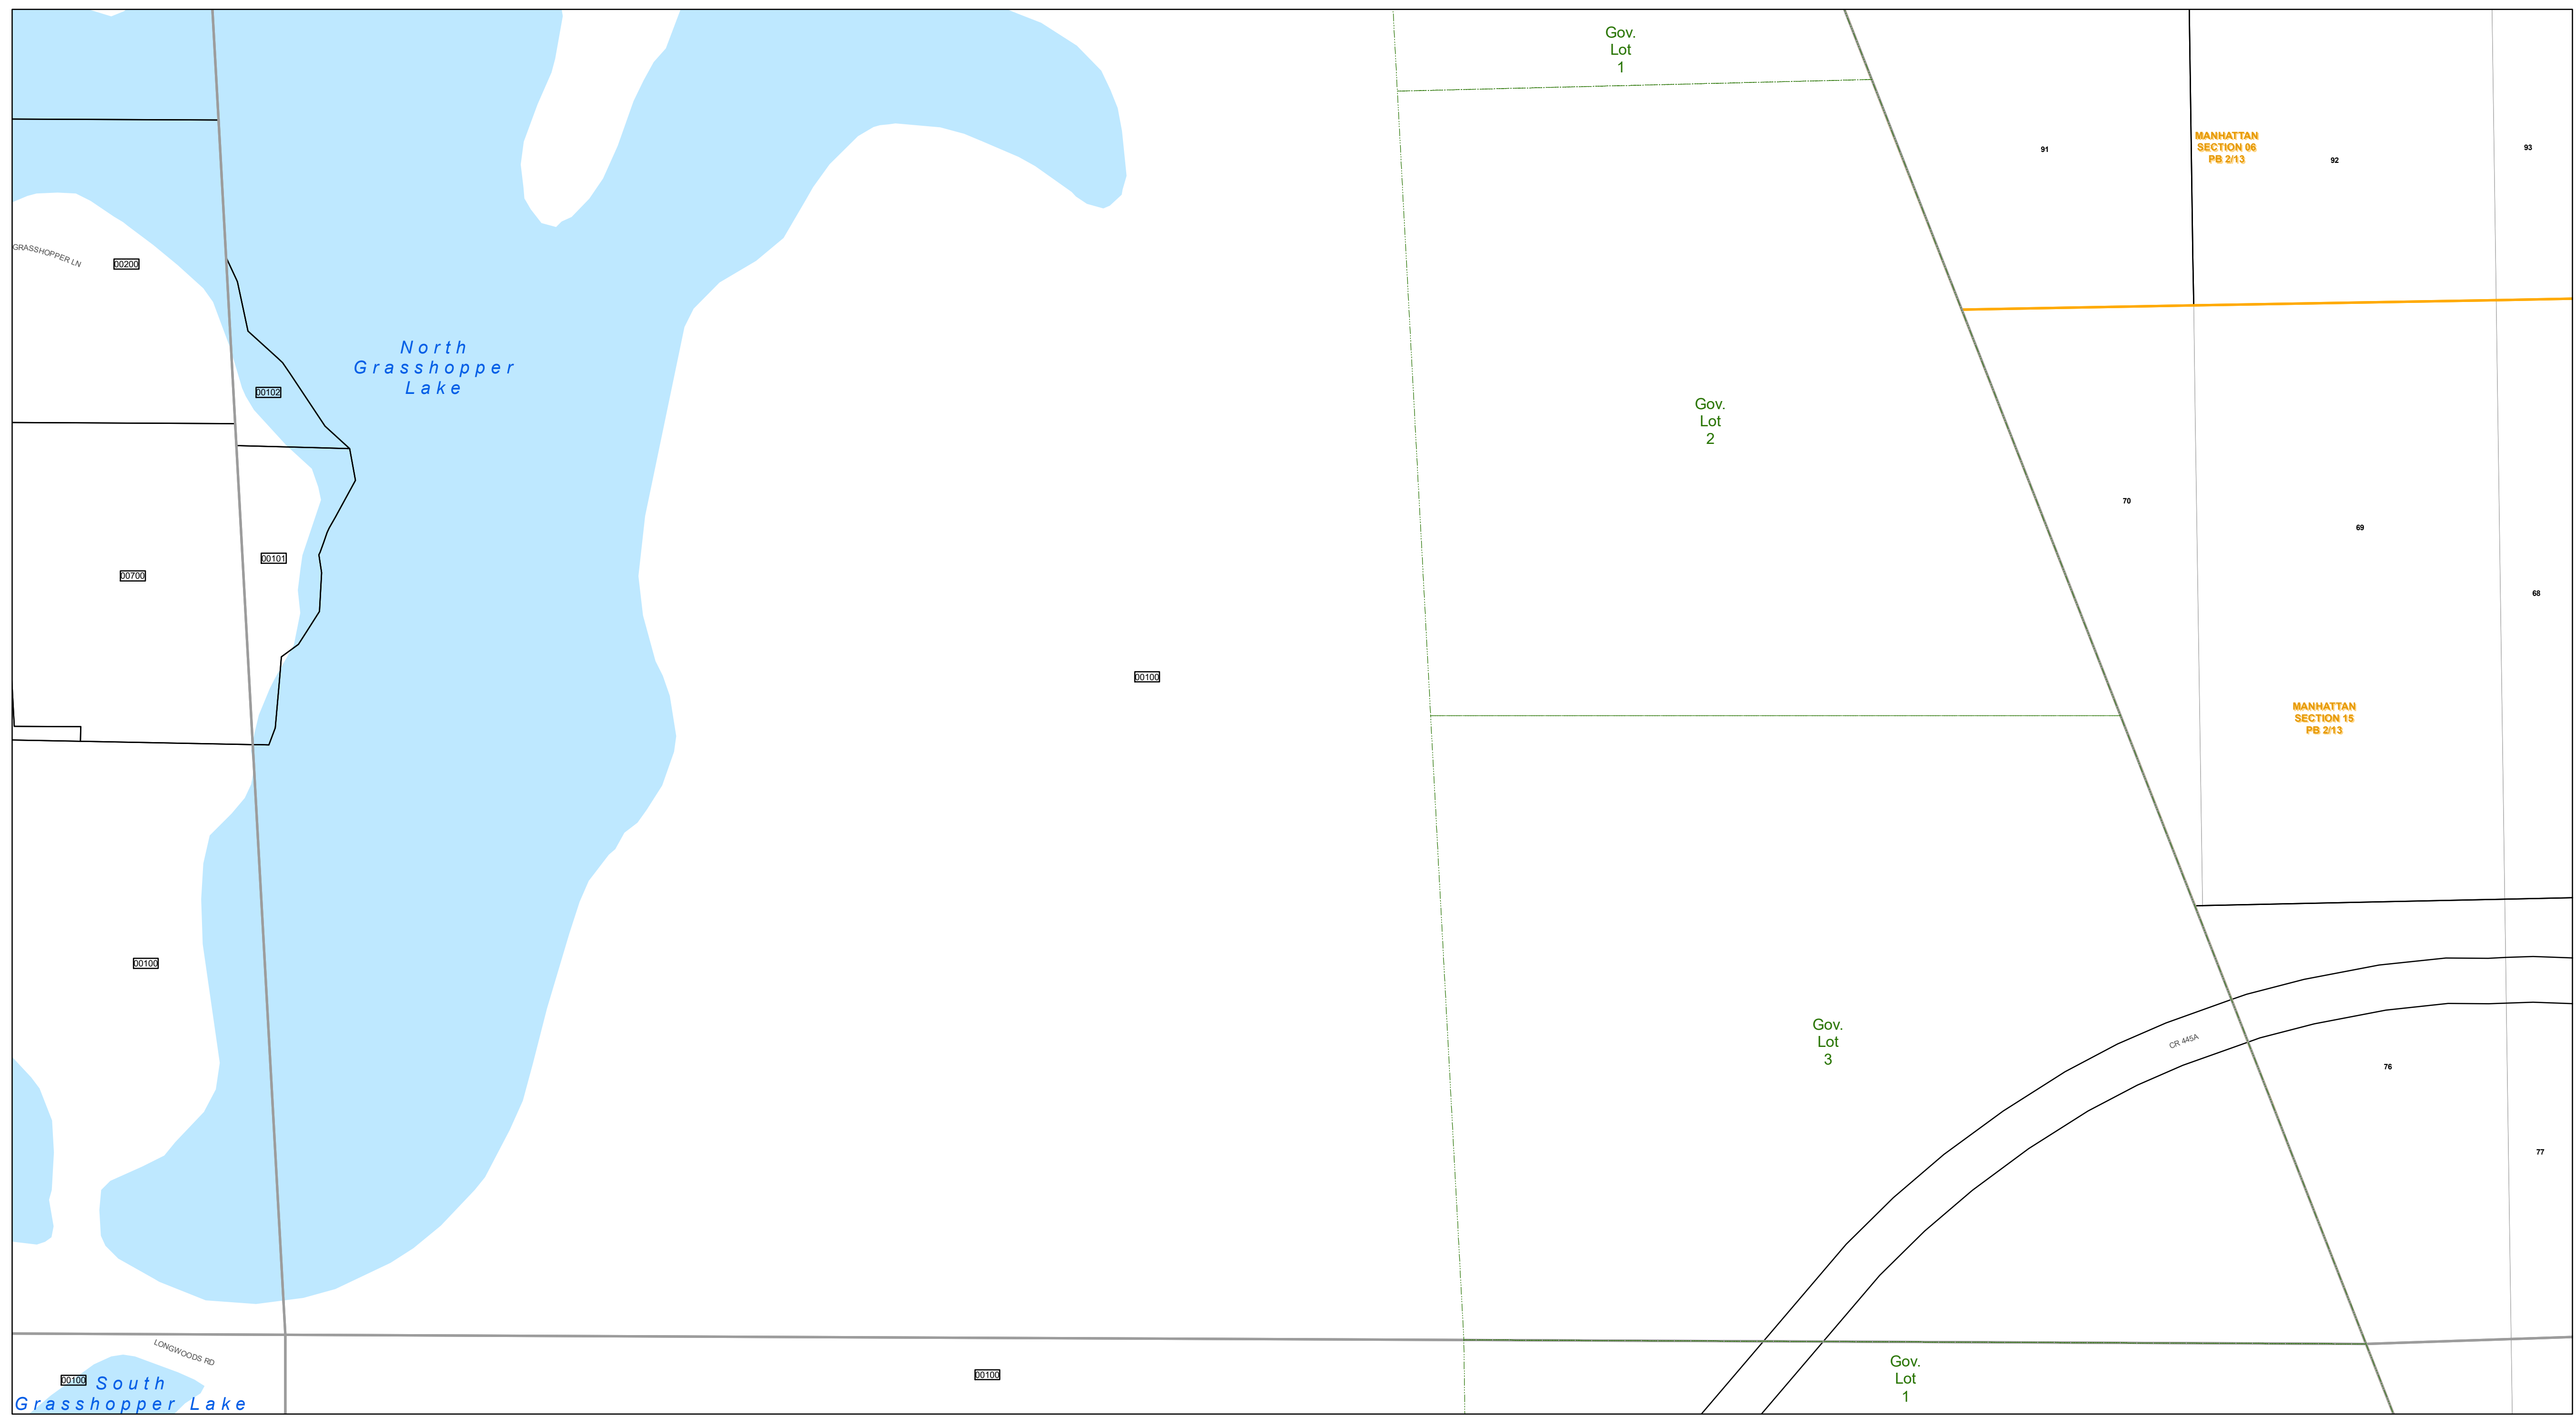 Gov.
Lot
1
MANHATTAN
SECTION 06
PB 2/13
91
92
93
GRASSHOPPER LN
00200
North
Grasshopper
Lake
00102
Gov.
Lot
2
70
69
00101
00700
68
00100
MANHATTAN
SECTION 15
PB 2/13
00100
Gov.
Lot
3
CR 445A
76
77
LONGWOODS RD
00100
South
Grasshopper Lake
00100
Gov.
Lot
1